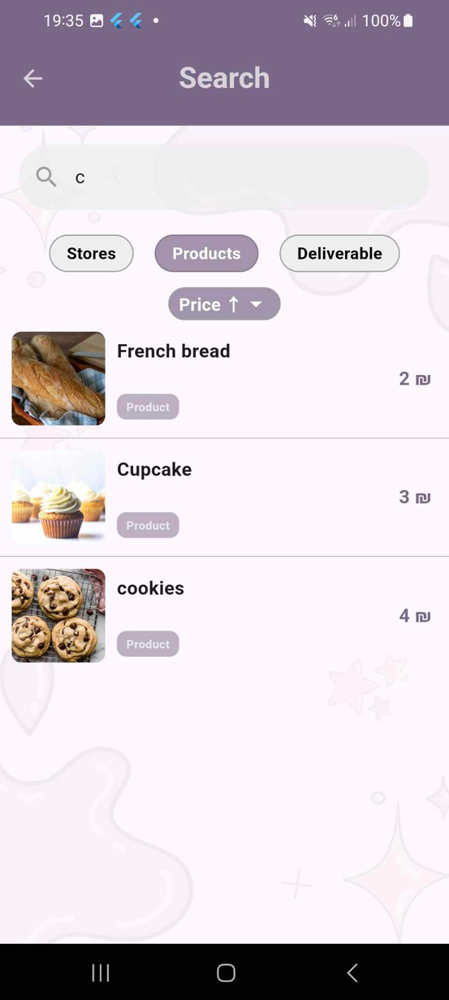 19:35 100%
Search
c
Stores Products Deliverable
Price ↑
French bread
2 ₪
Product
Cupcake
3 ₪
Product
cookies
4 ₪
Product